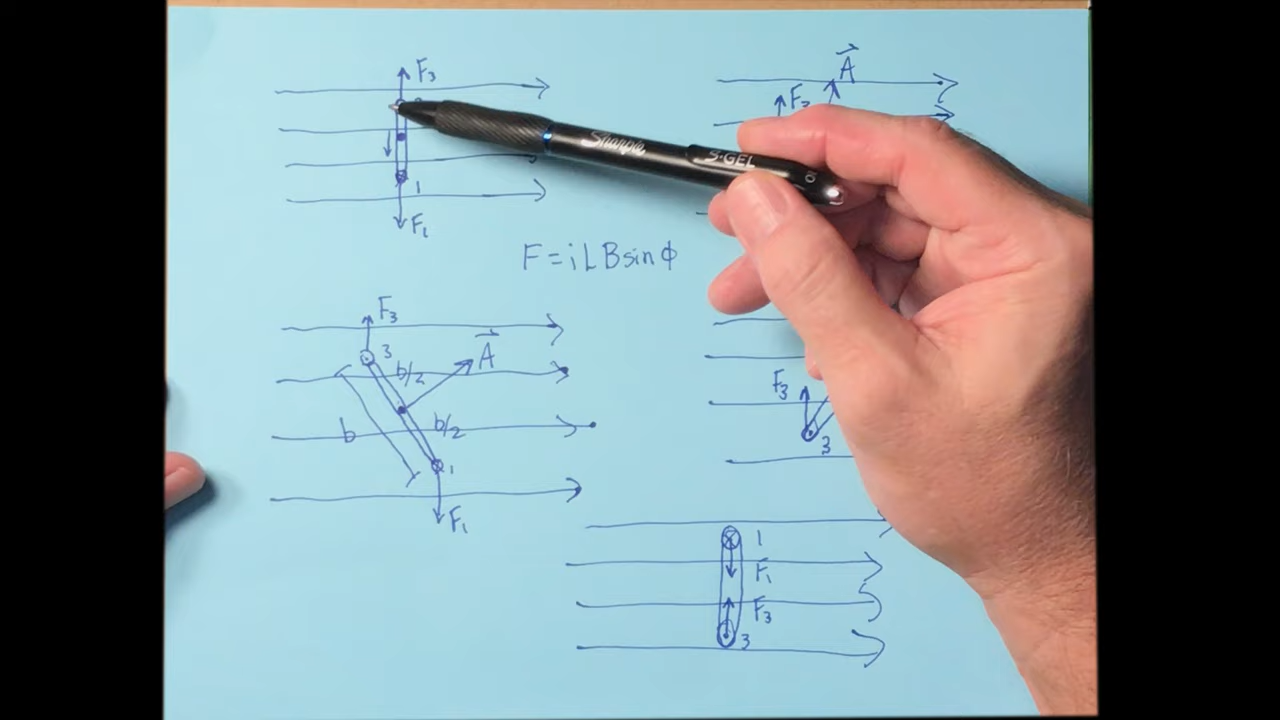 F₃
1
F₁
A⃗
F₃
F = i L B sin ϕ
F₃
3
b/2
A⃗
b
b/2
1
F₁
F₃
3
1
F₁
F₃
3
Sharpie
S·GEL